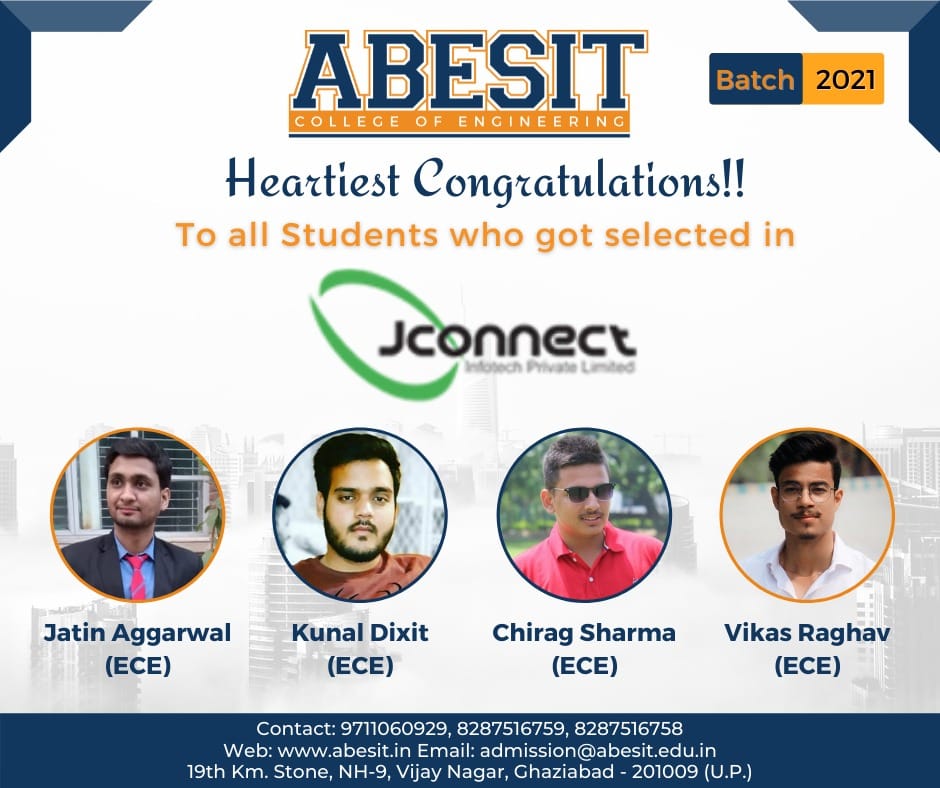 ABESIT
COLLEGE OF ENGINEERING
Batch 2021
Heartiest Congratulations!!
To all Students who got selected in
Jconnect
Infotech Private Limited
Jatin Aggarwal
(ECE)
Kunal Dixit
(ECE)
Chirag Sharma
(ECE)
Vikas Raghav
(ECE)
Contact: 9711060929, 8287516759, 8287516758
Web: www.abesit.in Email: admission@abesit.edu.in
19th Km. Stone, NH-9, Vijay Nagar, Ghaziabad - 201009 (U.P.)